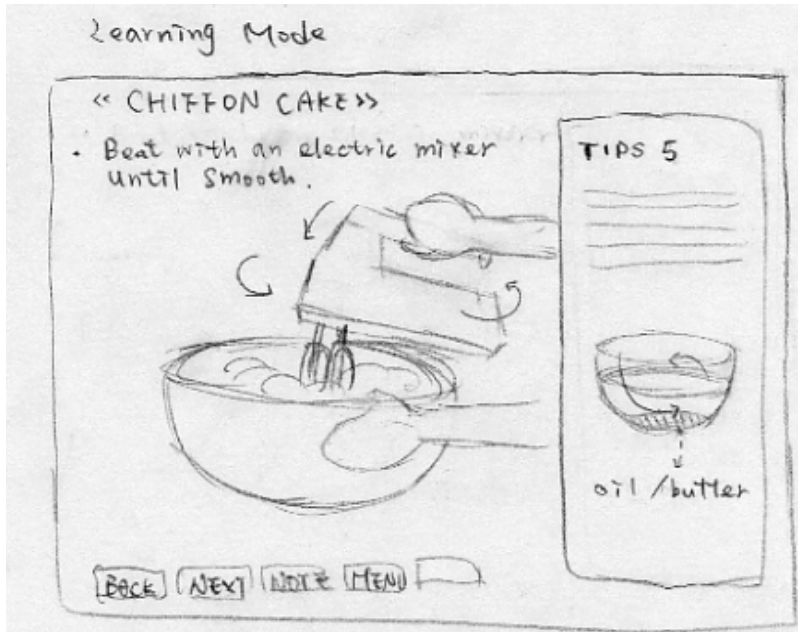 Learning Mode
« CHIFFON CAKE»
· Beat with an electric mixer
until Smooth.
TIPS 5
oil /butter
BACK NEXT NOTE MENU